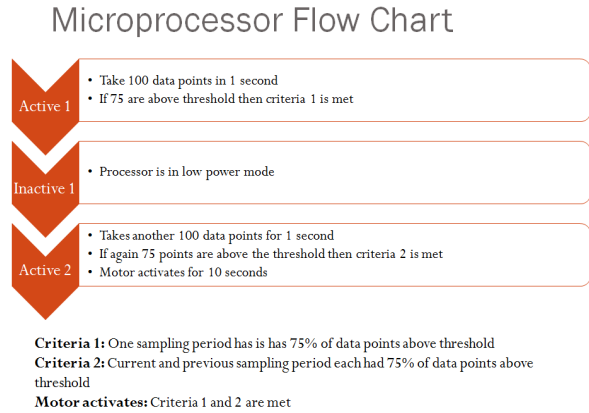 Microprocessor Flow Chart
Active 1
• Take 100 data points in 1 second
• If 75 are above threshold then criteria 1 is met
Inactive 1
• Processor is in low power mode
Active 2
• Takes another 100 data points for 1 second
• If again 75 points are above the threshold then criteria 2 is met
• Motor activates for 10 seconds
Criteria 1: One sampling period has is has 75% of data points above threshold
Criteria 2: Current and previous sampling period each had 75% of data points above
threshold
Motor activates: Criteria 1 and 2 are met